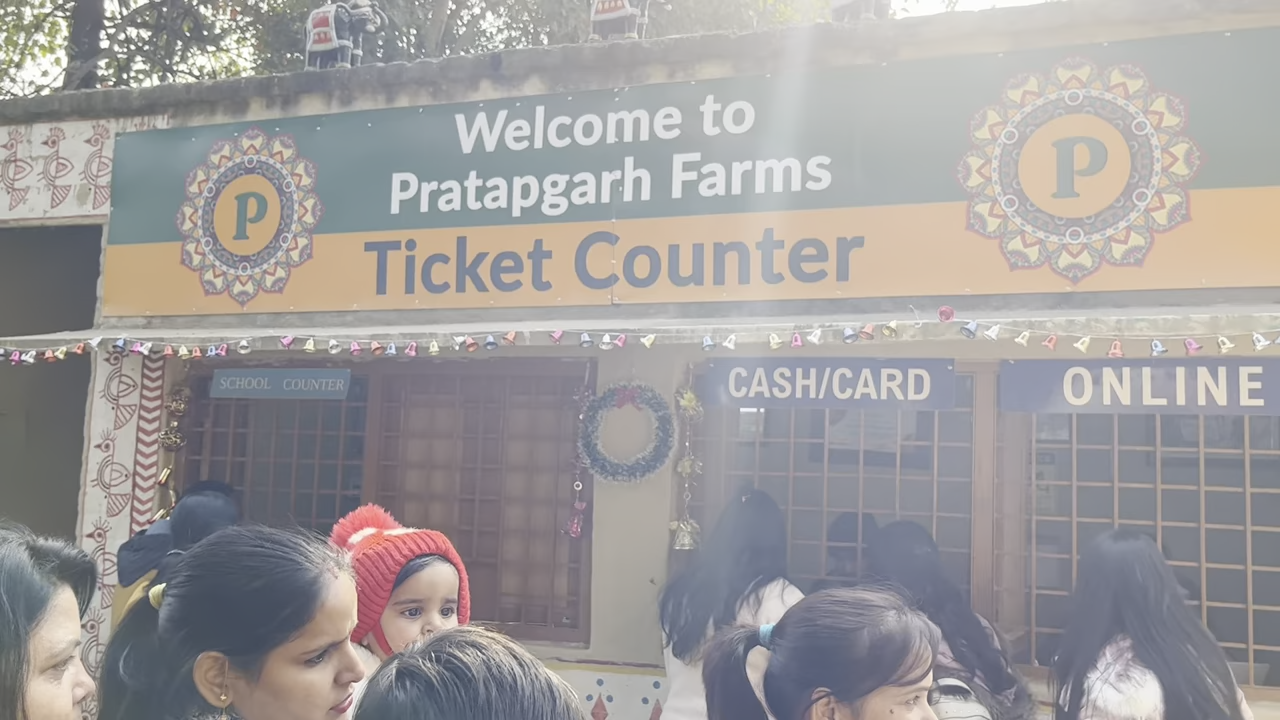 Welcome to
Pratapgarh Farms
Ticket Counter
P
P
SCHOOL COUNTER
CASH/CARD
ONLINE